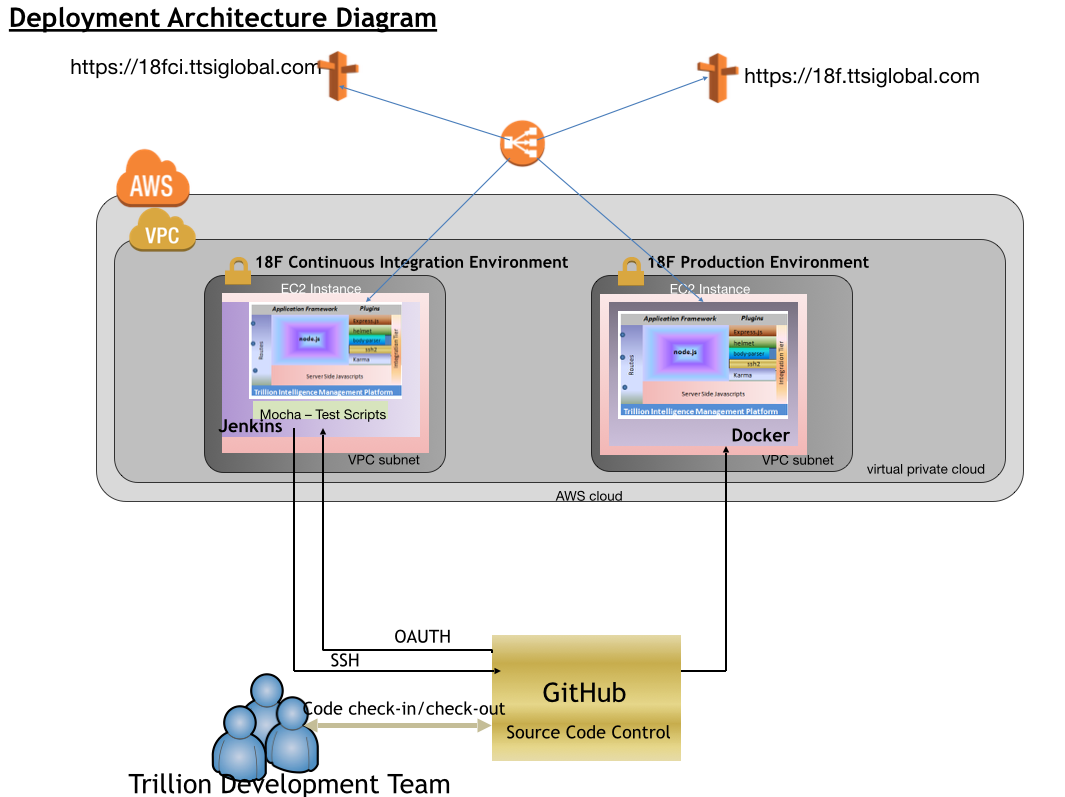 Deployment Architecture Diagram
https://18fci.ttsiglobal.com
https://18f.ttsiglobal.com
AWS
VPC
18F Continuous Integration Environment
18F Production Environment
EC2 Instance
Application Framework Plugins
Express.js
helmet
node.js
body-parser
ssh2
Karma
Routes
Integration Tier
Server Side Javascripts
Trillion Intelligence Management Platform
Mocha – Test Scripts
Jenkins
VPC subnet
EC2 Instance
Application Framework Plugins
Express.js
helmet
node.js
body-parser
ssh2
Karma
Routes
Integration Tier
Server Side Javascripts
Trillion Intelligence Management Platform
Docker
VPC subnet
virtual private cloud
AWS cloud
OAUTH
SSH
GitHub
Code check-in/check-out
Source Code Control
Trillion Development Team